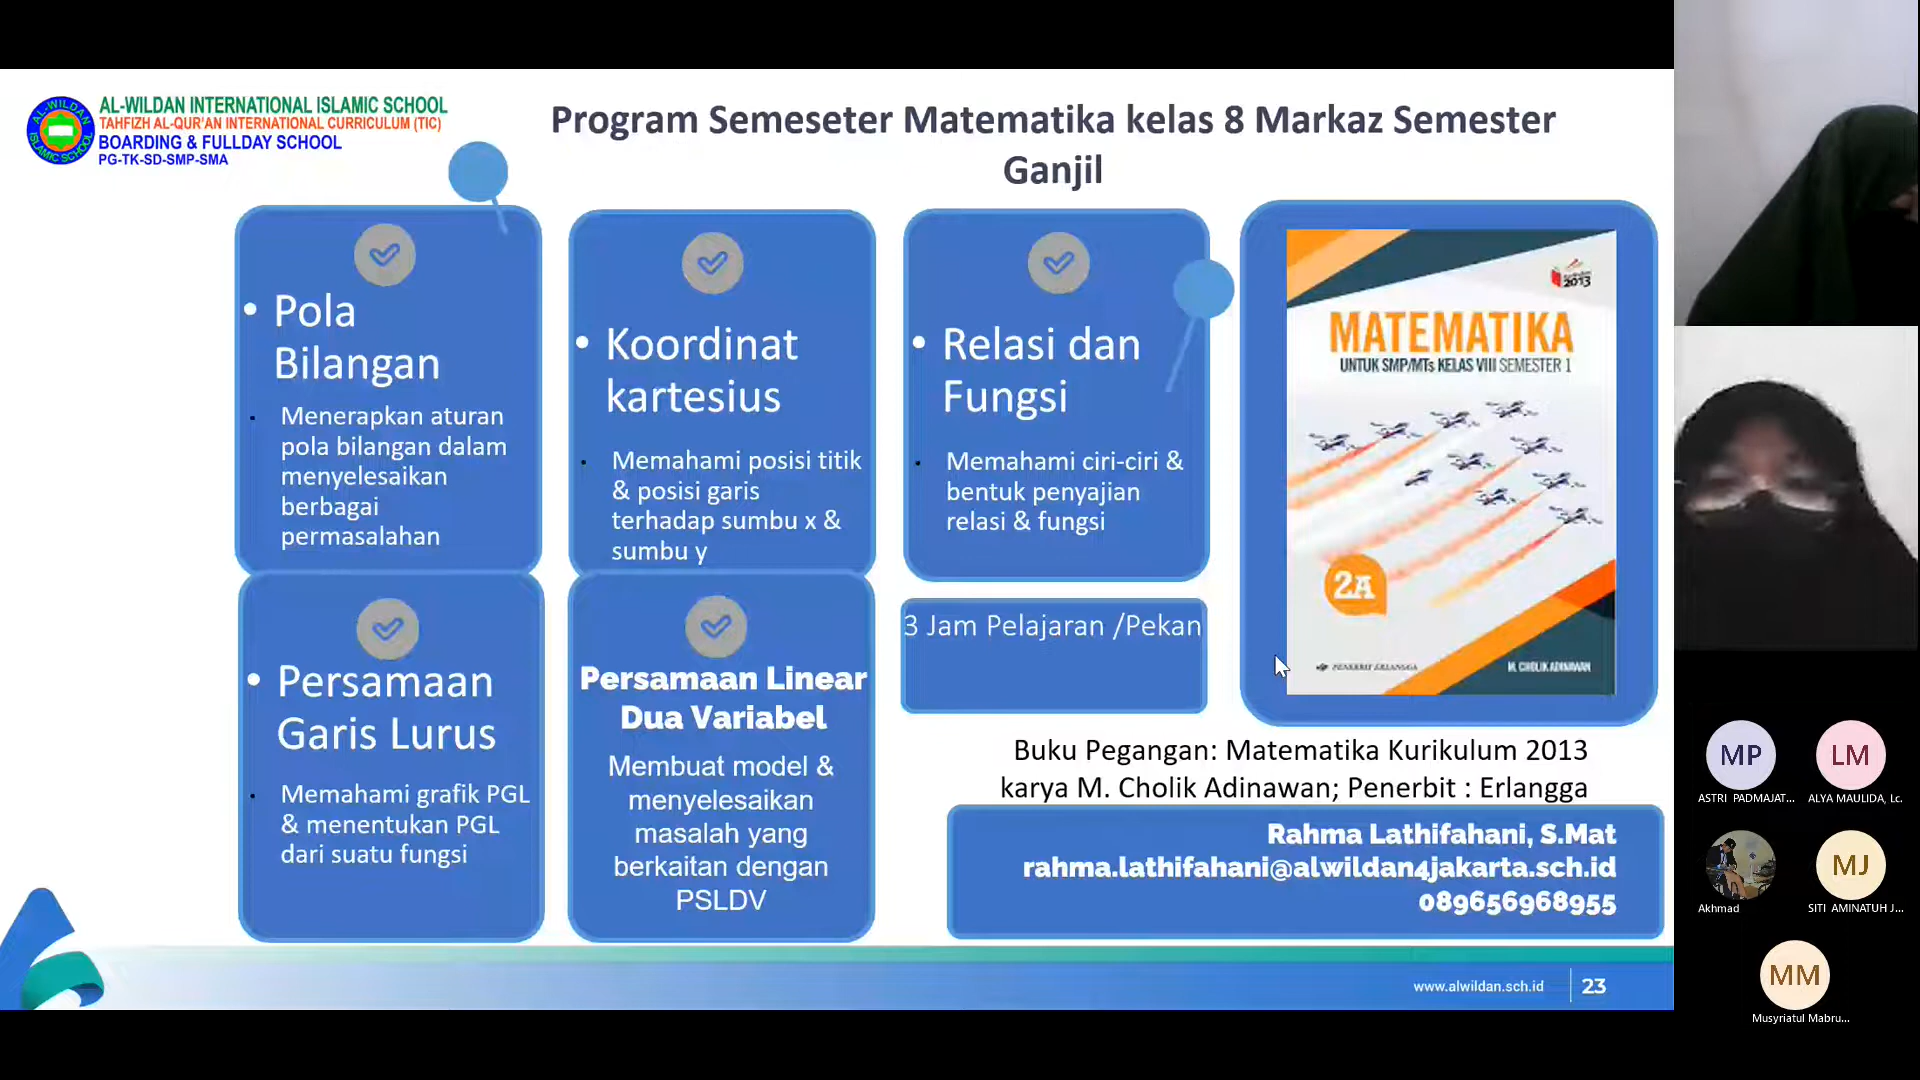 AL-WILDAN INTERNATIONAL ISLAMIC SCHOOL
TAHFIZH AL-QUR'AN INTERNATIONAL CURRICULUM (TIC)
BOARDING & FULLDAY SCHOOL
PG-TK-SD-SMP-SMA
AL-WILDAN
ISLAMIC SCHOOL
Program Semeseter Matematika kelas 8 Markaz Semester
Ganjil
• Pola
Bilangan
· Menerapkan aturan
pola bilangan dalam
menyelesaikan
berbagai
permasalahan
• Koordinat
kartesius
· Memahami posisi titik
& posisi garis
terhadap sumbu x &
sumbu y
• Relasi dan
Fungsi
· Memahami ciri-ciri &
bentuk penyajian
relasi & fungsi
2013
MATEMATIKA
UNTUK SMP/MTs KELAS VIII SEMESTER 1
2A
PENERBIT ERLANGGA
M. CHOLIK ADINAWAN
• Persamaan
Garis Lurus
· Memahami grafik PGL
& menentukan PGL
dari suatu fungsi
Persamaan Linear
Dua Variabel
Membuat model &
menyelesaikan
masalah yang
berkaitan dengan
PSLDV
3 Jam Pelajaran /Pekan
Buku Pegangan: Matematika Kurikulum 2013
karya M. Cholik Adinawan; Penerbit : Erlangga
Rahma Lathifahani, S.Mat
rahma.lathifahani@alwildan4jakarta.sch.id
089656968955
www.alwildan.sch.id
23
MP
ASTRI PADMAJAT...
LM
ALYA MAULIDA, Lc.
Akhmad
MJ
SITI AMINATUH J...
MM
Musyriatul Mabru...